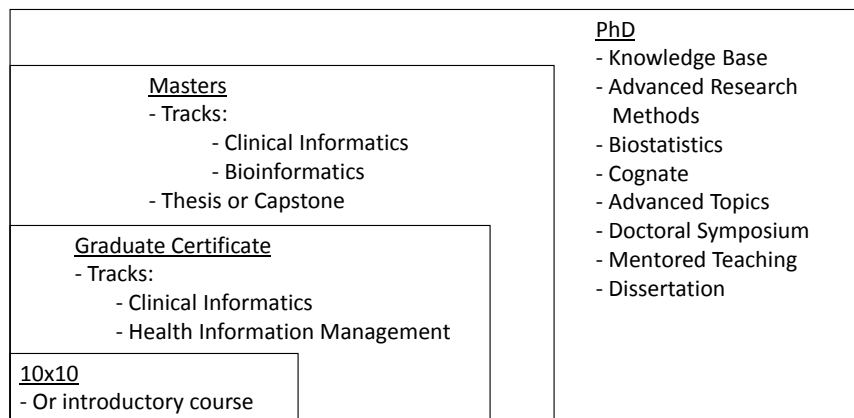 PhD
- Knowledge Base
- Advanced Research
Methods
- Biostatistics
- Cognate
- Advanced Topics
- Doctoral Symposium
- Mentored Teaching
- Dissertation
Masters
- Tracks:
- Clinical Informatics
- Bioinformatics
- Thesis or Capstone
Graduate Certificate
- Tracks:
- Clinical Informatics
- Health Information Management
10x10
- Or introductory course